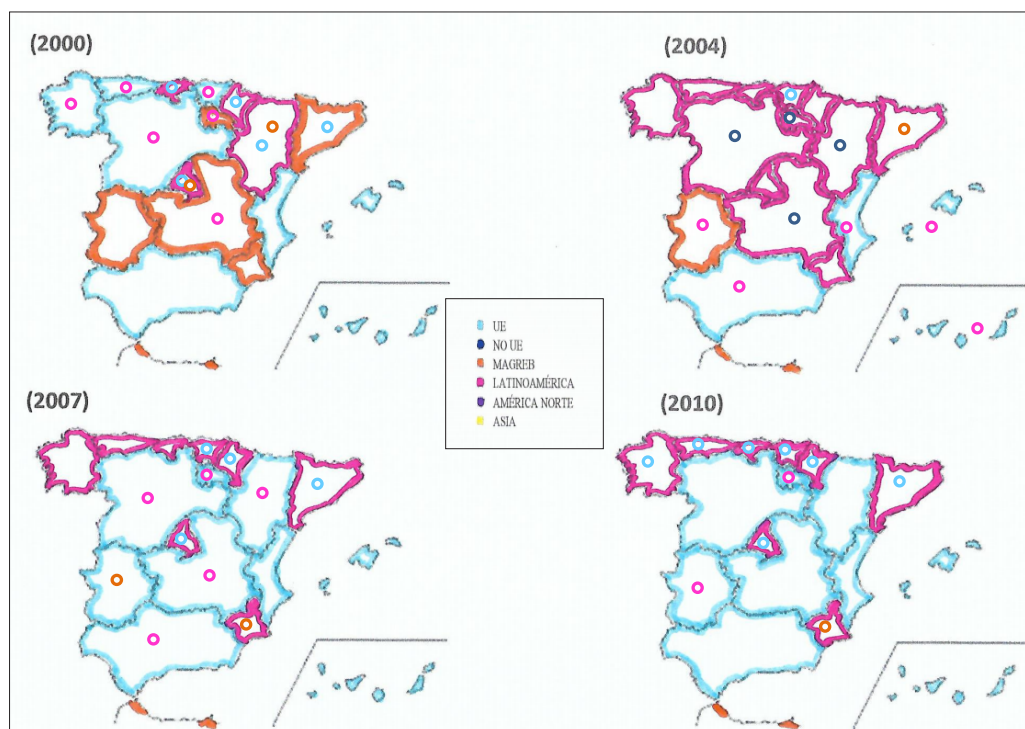 (2000)
(2004)
UE
NO UE
MAGREB
LATINOAMÉRICA
AMÉRICA NORTE
ASIA
(2007)
(2010)